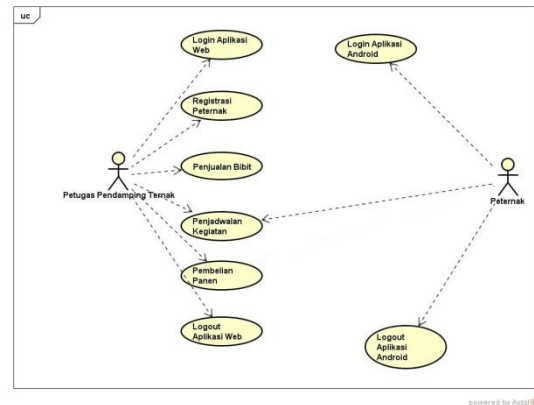 uc
Login Aplikasi
Web
Login Aplikasi
Android
Registrasi
Peternak
Penjualan Bibit
Petugas Pendamping Ternak
Peternak
Penjadwalan
Kegiatan
Pembelian
Panen
Logout
Aplikasi Web
Logout
Aplikasi
Android
powered by Astah